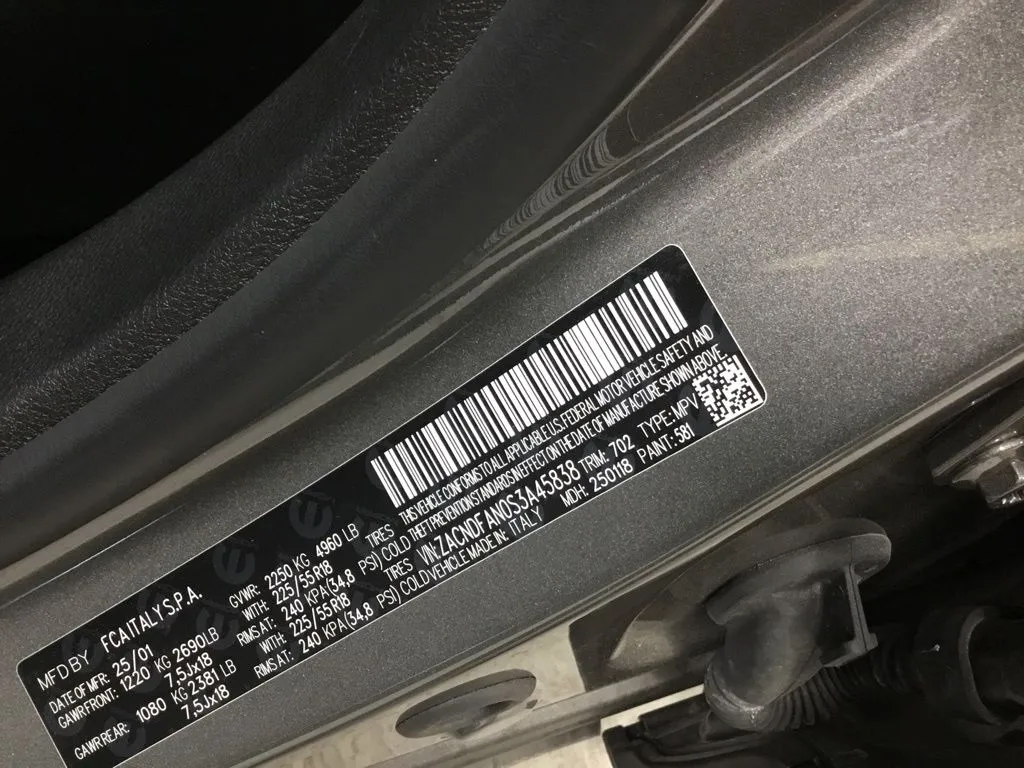 THIS VEHICLE CONFORMS TO ALL APPLICABLE U.S. FEDERAL MOTOR VEHICLE SAFETY AND
COLD THEFT PREVENTION STANDARDS IN EFFECT ON THE DATE OF MANUFACTURE SHOWN ABOVE.
MFD BY FCA ITALY S.P.A.
DATE OF MFR: 25/01 GVWR: 2250 KG 4960 LB
GAWR FRONT: 1220 KG 2690 LB WITH: 225/55R18 TIRES
7,5Jx18 RIMS AT: 240 KPA(34,8 PSI) COLD
GAWR REAR: 1080 KG 2381 LB WITH: 225/55R18 TIRES
7,5Jx18 RIMS AT: 240 KPA(34,8 PSI) COLD
VIN: ZACNDFAN0S3A45838 TRIM: 702 TYPE: MPV
VEHICLE MADE IN: ITALY MDH: 250118 PAINT: 581